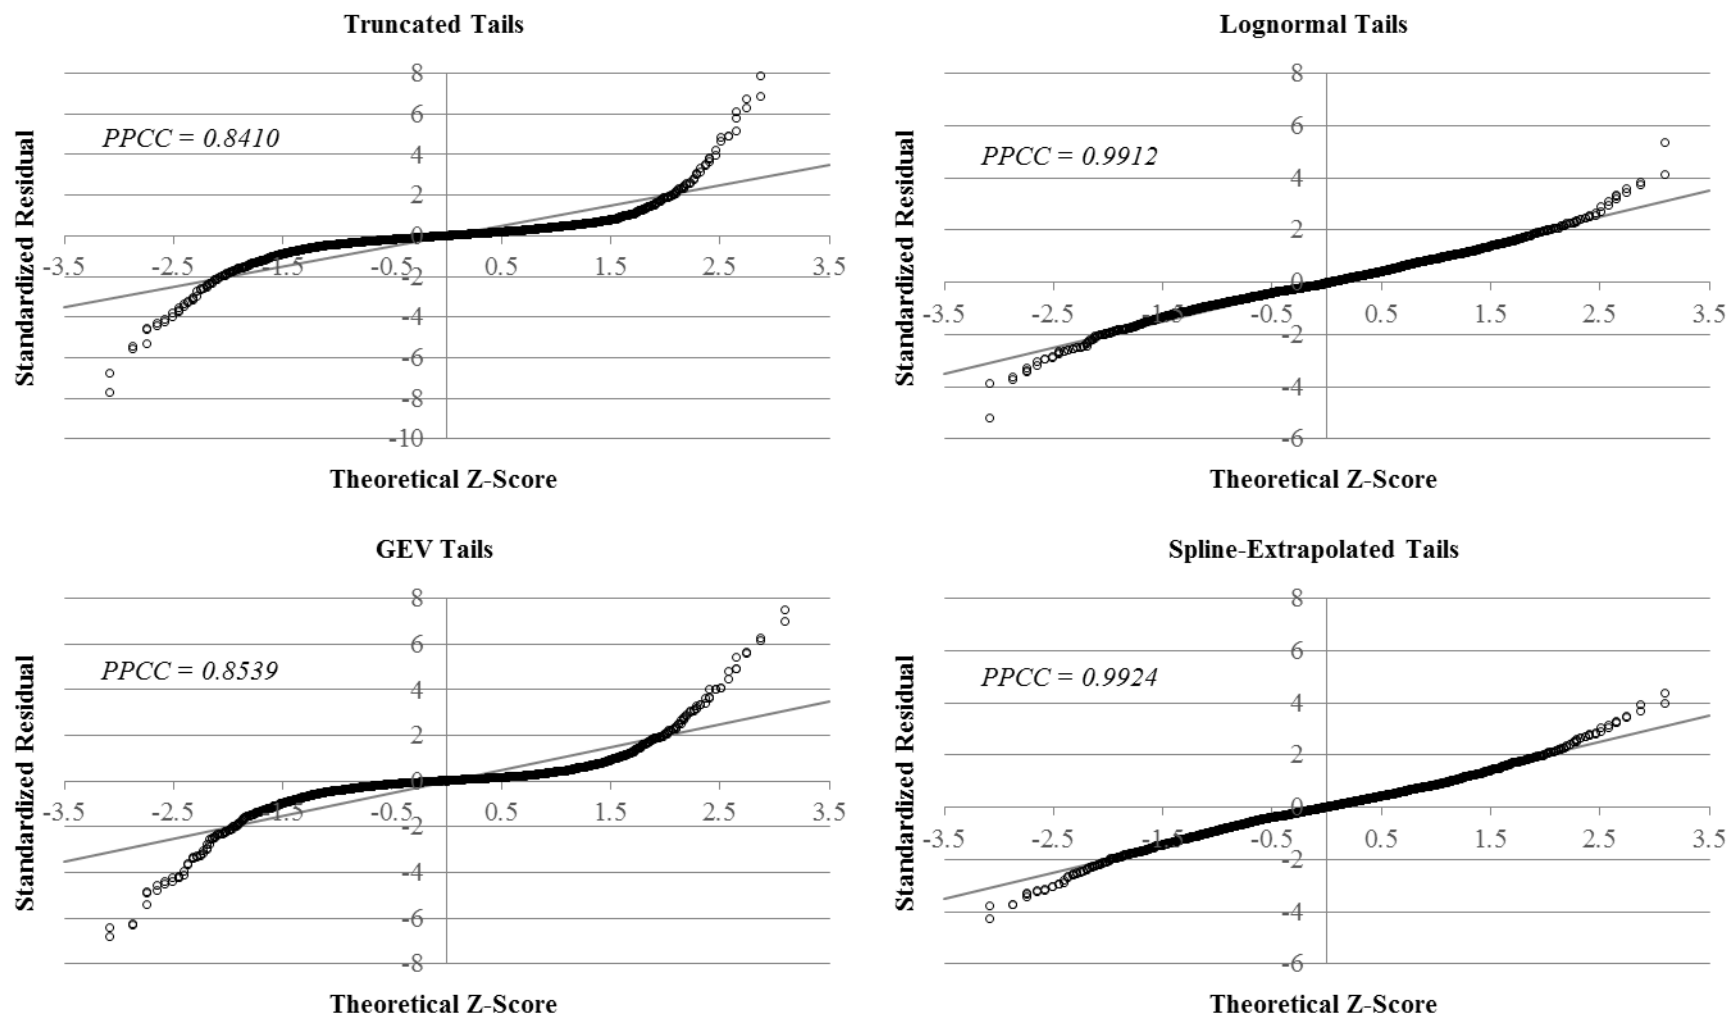 Truncated Tails
8
6
PPCC = 0.8410
4
2
0
-3.5 -2.5 -1.5 -0.5 0.5 1.5 2.5 3.5
-2
-4
-6
-8
-10
Standardized Residual
Theoretical Z-Score
Lognormal Tails
8
6
PPCC = 0.9912
4
2
0
-3.5 -2.5 -1.5 -0.5 0.5 1.5 2.5 3.5
-2
-4
-6
Standardized Residual
Theoretical Z-Score
GEV Tails
8
6
PPCC = 0.8539
4
2
0
-3.5 -2.5 -1.5 -0.5 0.5 1.5 2.5 3.5
-2
-4
-6
-8
Standardized Residual
Theoretical Z-Score
Spline-Extrapolated Tails
8
6
PPCC = 0.9924
4
2
0
-3.5 -2.5 -1.5 -0.5 0.5 1.5 2.5 3.5
-2
-4
-6
Standardized Residual
Theoretical Z-Score